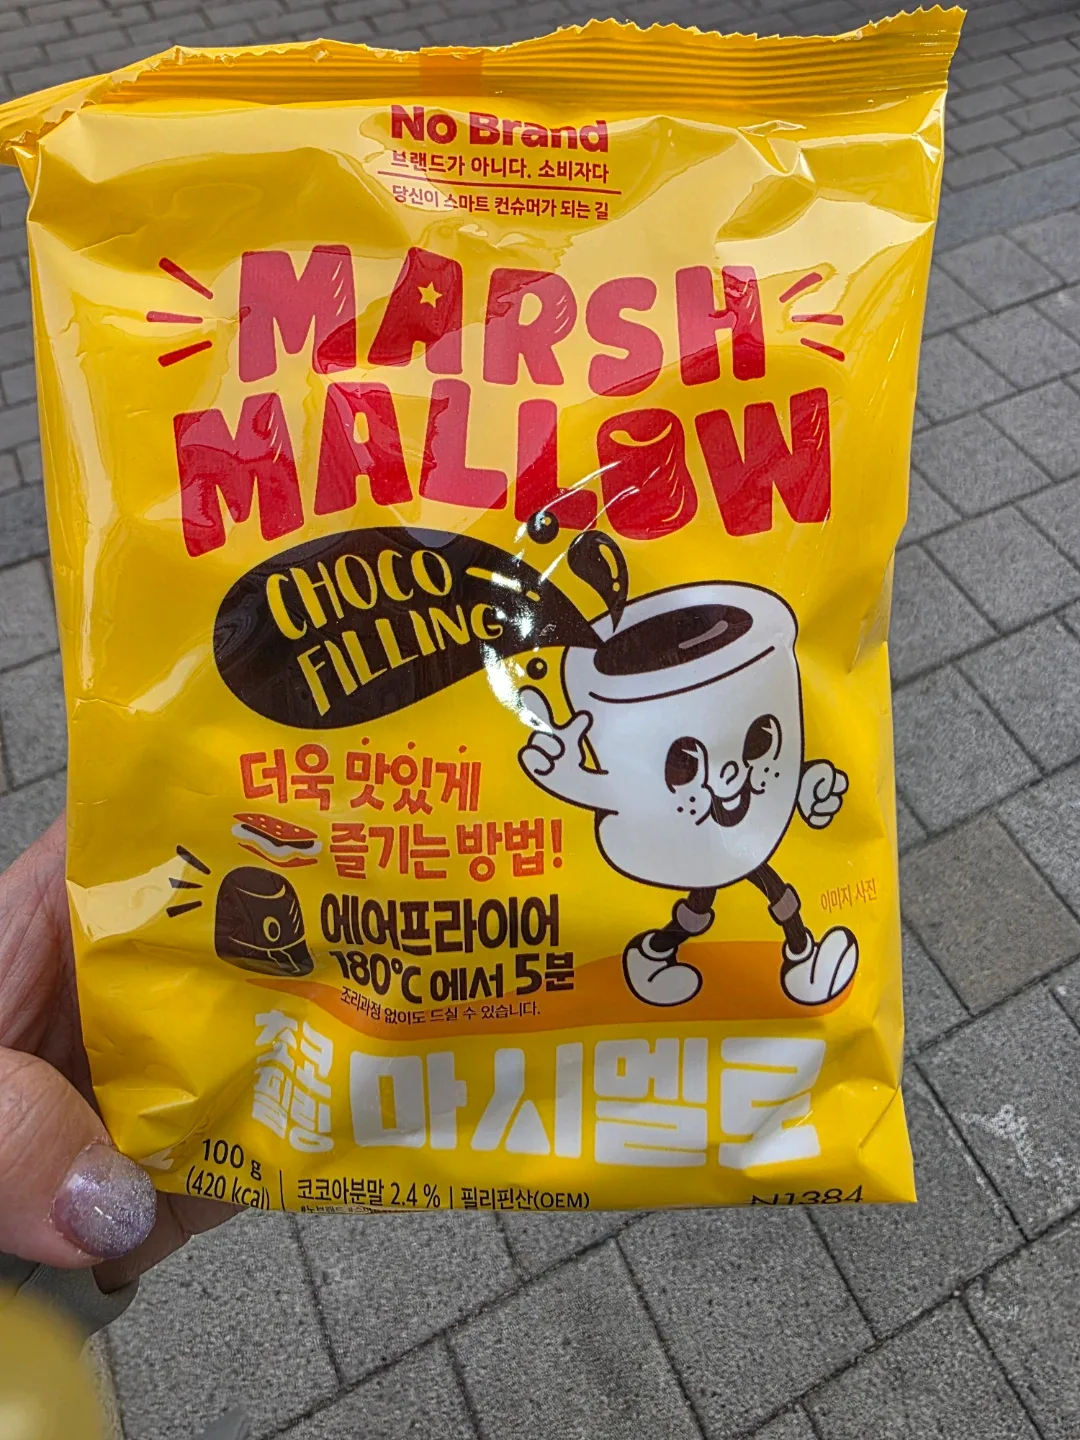 No Brand
브랜드가 아니다. 소비자다
당신이 스마트 컨슈머가 되는 길
MARSH
MALLOW
CHOCO
FILLING
더욱 맛있게
즐기는 방법!
에어프라이어
180℃에서 5분
조리과정 없이도 드실 수 있습니다.
이미지 사진
초코
필링
마시멜로
100 g
(420 kcal)
코코아분말 2.4 % | 필리핀산(OEM)
N1384